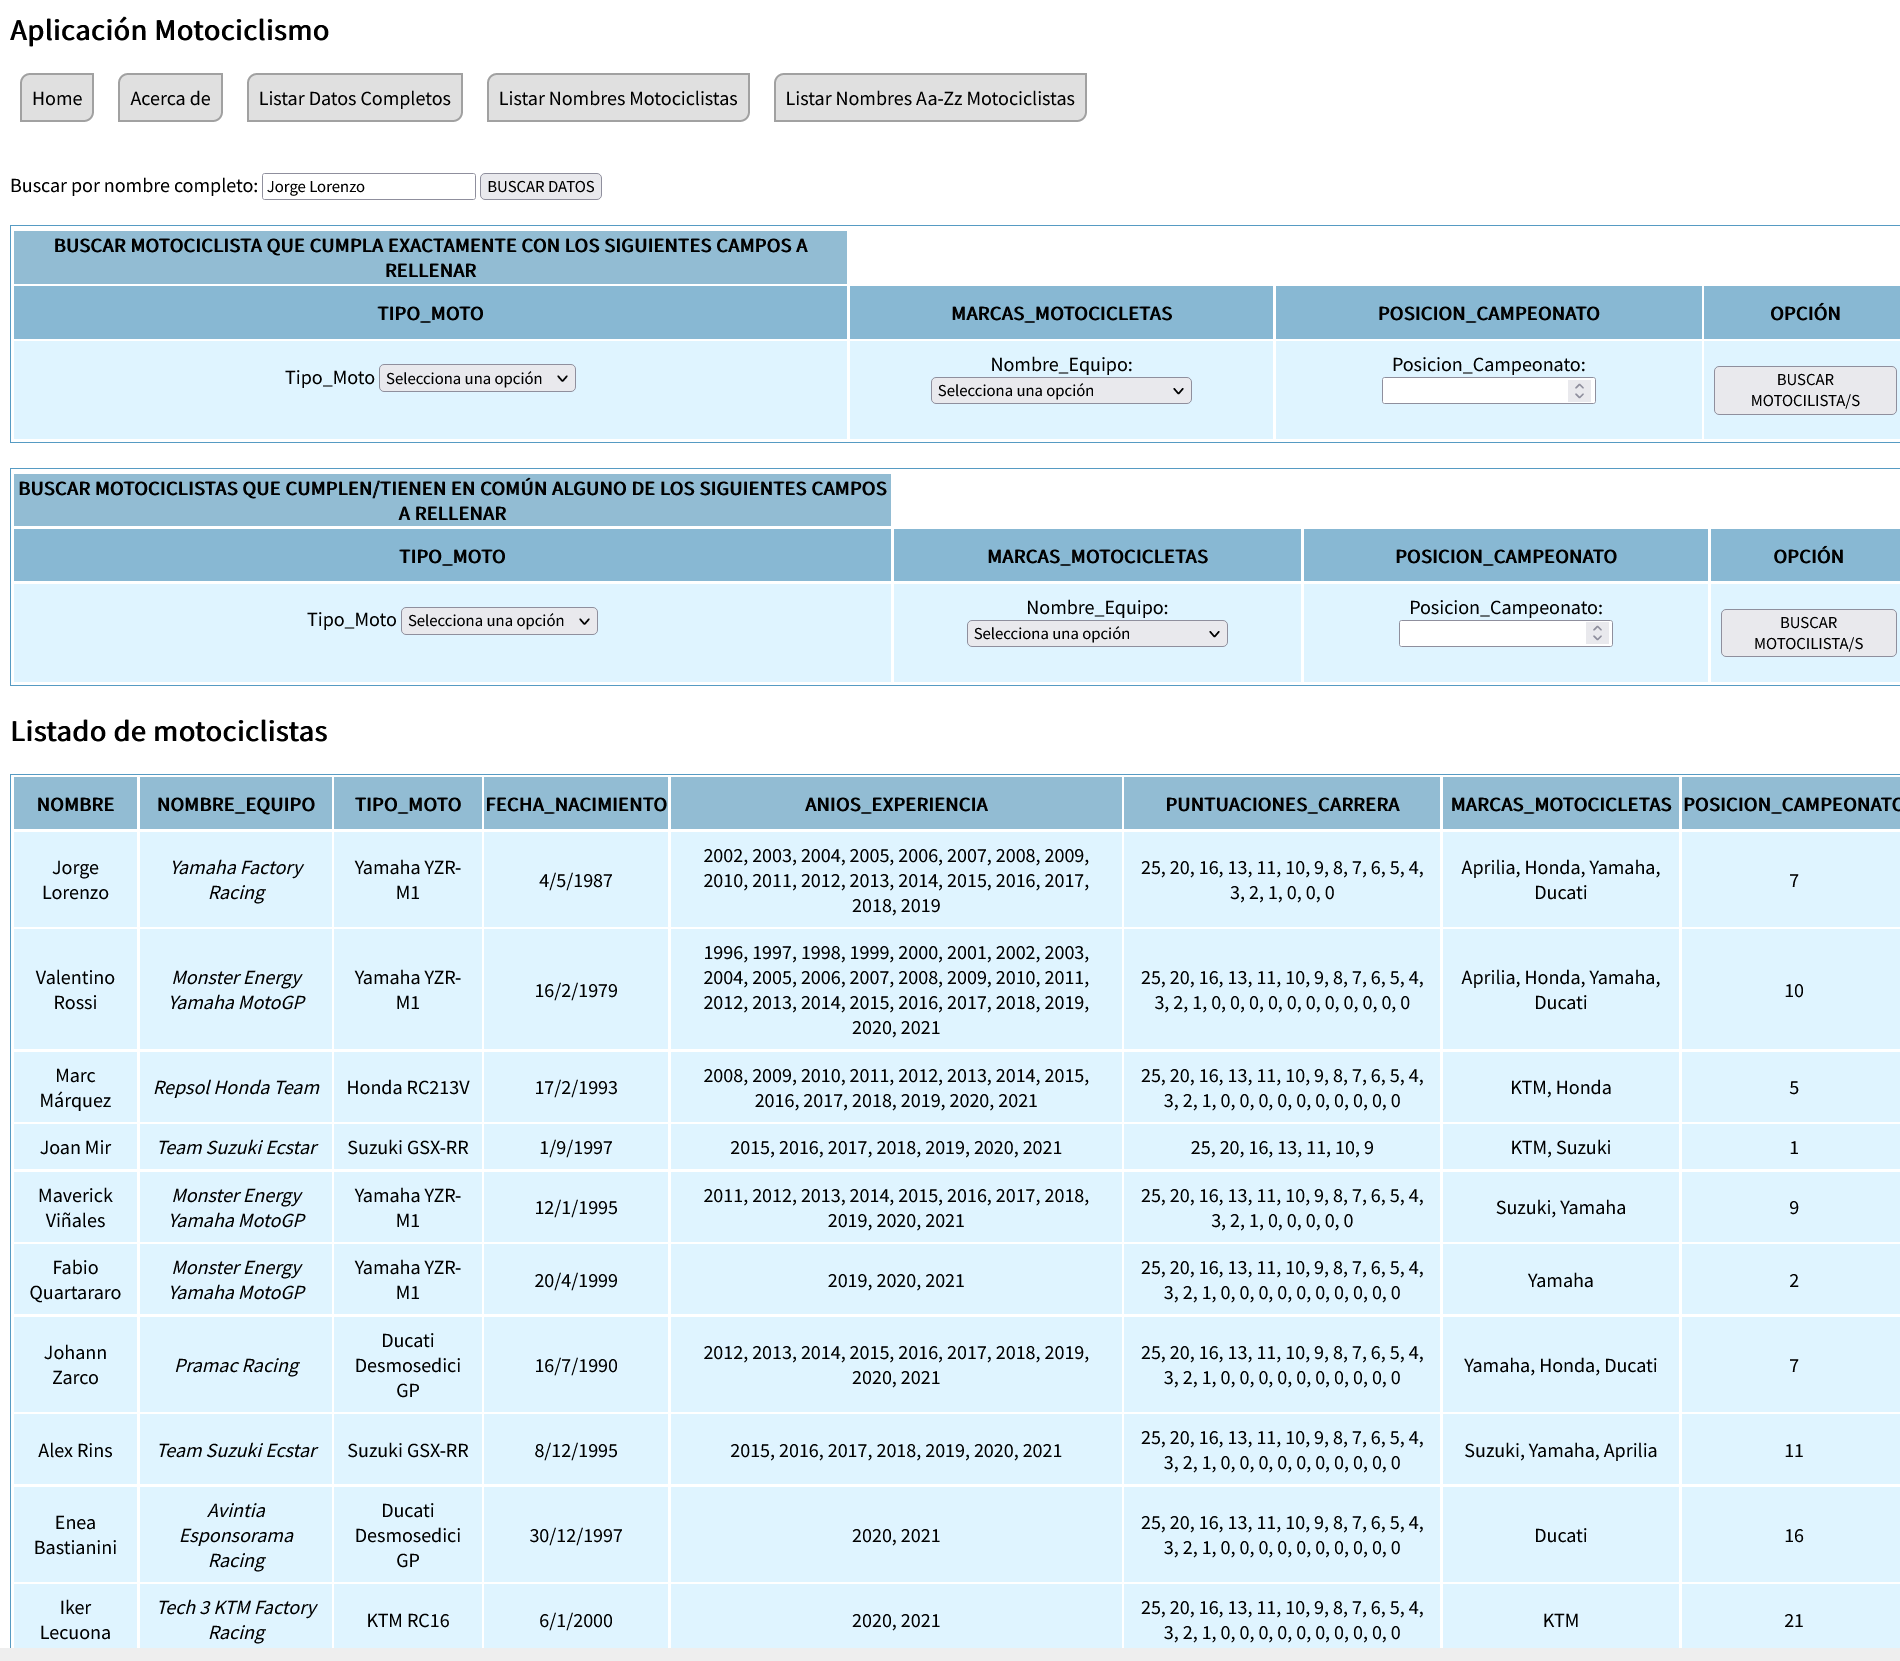 Aplicación Motociclismo
Home
Acerca de
Listar Datos Completos
Listar Nombres Motociclistas
Listar Nombres Aa-Zz Motociclistas
Buscar por nombre completo: Jorge Lorenzo BUSCAR DATOS
BUSCAR MOTOCICLISTA QUE CUMPLA EXACTAMENTE CON LOS SIGUIENTES CAMPOS A
RELLENAR
TIPO_MOTO
MARCAS_MOTOCICLETAS
POSICION_CAMPEONATO
OPCIÓN
Tipo_Moto Selecciona una opción
Nombre_Equipo:
Selecciona una opción
Posicion_Campeonato:
BUSCAR
MOTOCILISTA/S
BUSCAR MOTOCICLISTAS QUE CUMPLEN/TIENEN EN COMÚN ALGUNO DE LOS SIGUIENTES CAMPOS
A RELLENAR
TIPO_MOTO
MARCAS_MOTOCICLETAS
POSICION_CAMPEONATO
OPCIÓN
Tipo_Moto Selecciona una opción
Nombre_Equipo:
Selecciona una opción
Posicion_Campeonato:
BUSCAR
MOTOCILISTA/S
Listado de motociclistas
NOMBRE
NOMBRE_EQUIPO
TIPO_MOTO
FECHA_NACIMIENTO
ANIOS_EXPERIENCIA
PUNTUACIONES_CARRERA
MARCAS_MOTOCICLETAS
POSICION_CAMPEONATO
Jorge
Lorenzo
Yamaha Factory
Racing
Yamaha YZR-
M1
4/5/1987
2002, 2003, 2004, 2005, 2006, 2007, 2008, 2009,
2010, 2011, 2012, 2013, 2014, 2015, 2016, 2017,
2018, 2019
25, 20, 16, 13, 11, 10, 9, 8, 7, 6, 5, 4,
3, 2, 1, 0, 0, 0
Aprilia, Honda, Yamaha,
Ducati
7
Valentino
Rossi
Monster Energy
Yamaha MotoGP
Yamaha YZR-
M1
16/2/1979
1996, 1997, 1998, 1999, 2000, 2001, 2002, 2003,
2004, 2005, 2006, 2007, 2008, 2009, 2010, 2011,
2012, 2013, 2014, 2015, 2016, 2017, 2018, 2019,
2020, 2021
25, 20, 16, 13, 11, 10, 9, 8, 7, 6, 5, 4,
3, 2, 1, 0, 0, 0, 0, 0, 0, 0, 0, 0, 0, 0
Aprilia, Honda, Yamaha,
Ducati
10
Marc
Márquez
Repsol Honda Team
Honda RC213V
17/2/1993
2008, 2009, 2010, 2011, 2012, 2013, 2014, 2015,
2016, 2017, 2018, 2019, 2020, 2021
25, 20, 16, 13, 11, 10, 9, 8, 7, 6, 5, 4,
3, 2, 1, 0, 0, 0, 0, 0, 0, 0, 0, 0, 0
KTM, Honda
5
Joan Mir
Team Suzuki Ecstar
Suzuki GSX-RR
1/9/1997
2015, 2016, 2017, 2018, 2019, 2020, 2021
25, 20, 16, 13, 11, 10, 9
KTM, Suzuki
1
Maverick
Viñales
Monster Energy
Yamaha MotoGP
Yamaha YZR-
M1
12/1/1995
2011, 2012, 2013, 2014, 2015, 2016, 2017, 2018,
2019, 2020, 2021
25, 20, 16, 13, 11, 10, 9, 8, 7, 6, 5, 4,
3, 2, 1, 0, 0, 0, 0, 0
Suzuki, Yamaha
9
Fabio
Quartararo
Monster Energy
Yamaha MotoGP
Yamaha YZR-
M1
20/4/1999
2019, 2020, 2021
25, 20, 16, 13, 11, 10, 9, 8, 7, 6, 5, 4,
3, 2, 1, 0, 0, 0, 0, 0, 0, 0, 0, 0, 0
Yamaha
2
Johann
Zarco
Pramac Racing
Ducati
Desmosedici
GP
16/7/1990
2012, 2013, 2014, 2015, 2016, 2017, 2018, 2019,
2020, 2021
25, 20, 16, 13, 11, 10, 9, 8, 7, 6, 5, 4,
3, 2, 1, 0, 0, 0, 0, 0, 0, 0, 0, 0, 0
Yamaha, Honda, Ducati
7
Alex Rins
Team Suzuki Ecstar
Suzuki GSX-RR
8/12/1995
2015, 2016, 2017, 2018, 2019, 2020, 2021
25, 20, 16, 13, 11, 10, 9, 8, 7, 6, 5, 4,
3, 2, 1, 0, 0, 0, 0, 0, 0, 0, 0, 0, 0
Suzuki, Yamaha, Aprilia
11
Enea
Bastianini
Avintia
Esponsorama
Racing
Ducati
Desmosedici
GP
30/12/1997
2020, 2021
25, 20, 16, 13, 11, 10, 9, 8, 7, 6, 5, 4,
3, 2, 1, 0, 0, 0, 0, 0, 0, 0, 0, 0, 0
Ducati
16
Iker
Lecuona
Tech 3 KTM Factory
Racing
KTM RC16
6/1/2000
2020, 2021
25, 20, 16, 13, 11, 10, 9, 8, 7, 6, 5, 4,
3, 2, 1, 0, 0, 0, 0, 0, 0, 0, 0, 0, 0
KTM
21